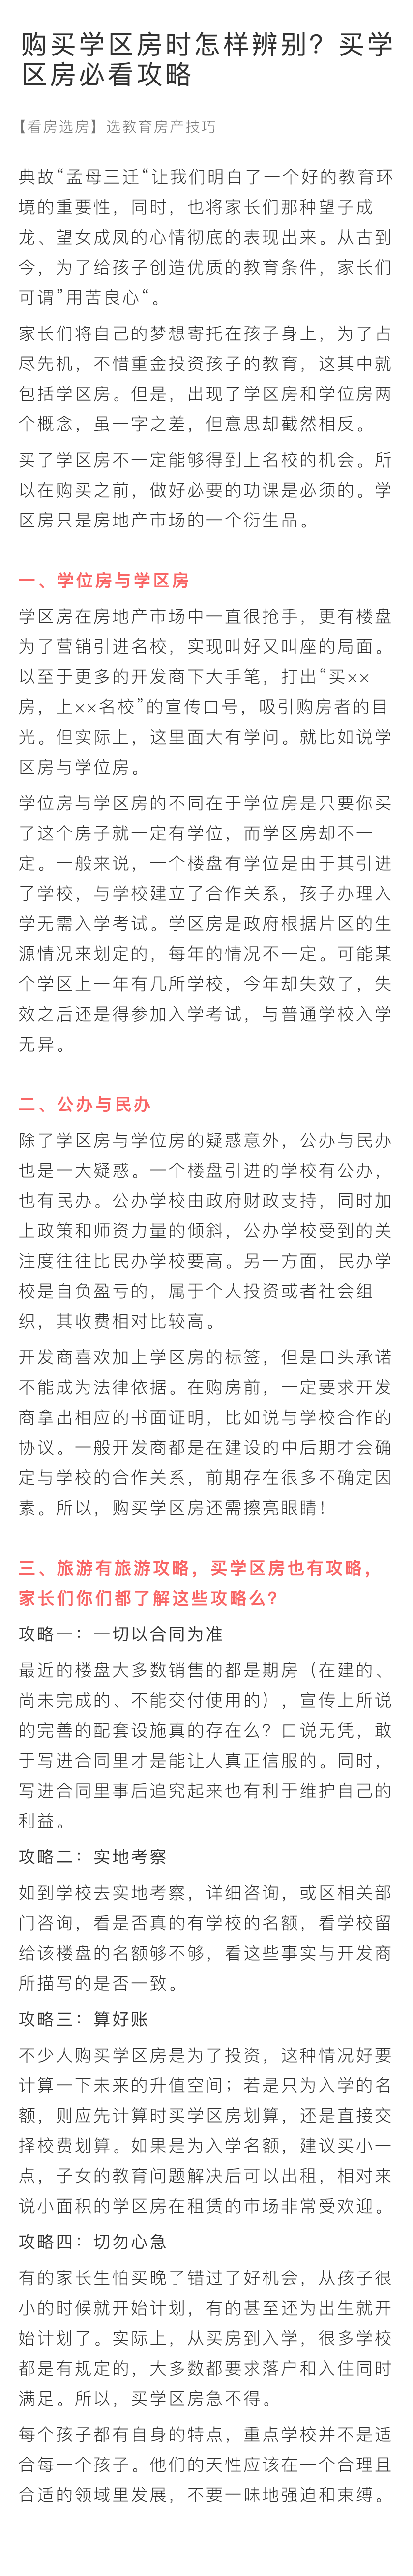 购买学区房时怎样辨别？买学
区房必看攻略
【看房选房】选教育房产技巧
典故“孟母三迁“让我们明白了一个好的教育环
境的重要性，同时，也将家长们那种望子成
龙、望女成凤的心情彻底的表现出来。从古到
今，为了给孩子创造优质的教育条件，家长们
可谓”用苦良心“。
家长们将自己的梦想寄托在孩子身上，为了占
尽先机，不惜重金投资孩子的教育，这其中就
包括学区房。但是，出现了学区房和学位房两
个概念，虽一字之差，但意思却截然相反。
买了学区房不一定能够得到上名校的机会。所
以在购买之前，做好必要的功课是必须的。学
区房只是房地产市场的一个衍生品。
一、学位房与学区房
学区房在房地产市场中一直很抢手，更有楼盘
为了营销引进名校，实现叫好又叫座的局面。
以至于更多的开发商下大手笔，打出“买××
房，上××名校”的宣传口号，吸引购房者的目
光。但实际上，这里面大有学问。就比如说学
区房与学位房。
学位房与学区房的不同在于学位房是只要你买
了这个房子就一定有学位，而学区房却不一
定。一般来说，一个楼盘有学位是由于其引进
了学校，与学校建立了合作关系，孩子办理入
学无需入学考试。学区房是政府根据片区的生
源情况来划定的，每年的情况不一定。可能某
个学区上一年有几所学校，今年却失效了，失
效之后还是得参加入学考试，与普通学校入学
无异。
二、公办与民办
除了学区房与学位房的疑惑意外，公办与民办
也是一大疑惑。一个楼盘引进的学校有公办，
也有民办。公办学校由政府财政支持，同时加
上政策和师资力量的倾斜，公办学校受到的关
注度往往比民办学校要高。另一方面，民办学
校是自负盈亏的，属于个人投资或者社会组
织，其收费相对比较高。
开发商喜欢加上学区房的标签，但是口头承诺
不能成为法律依据。在购房前，一定要求开发
商拿出相应的书面证明，比如说与学校合作的
协议。一般开发商都是在建设的中后期才会确
定与学校的合作关系，前期存在很多不确定因
素。所以，购买学区房还需擦亮眼睛！
三、旅游有旅游攻略，买学区房也有攻略，
家长们你们都了解这些攻略么？
攻略一：一切以合同为准
最近的楼盘大多数销售的都是期房（在建的、
尚未完成的、不能交付使用的），宣传上所说
的完善的配套设施真的存在么？口说无凭，敢
于写进合同里才是能让人真正信服的。同时，
写进合同里事后追究起来也有利于维护自己的
利益。
攻略二：实地考察
如到学校去实地考察，详细咨询，或区相关部
门咨询，看是否真的有学校的名额，看学校留
给该楼盘的名额够不够，看这些事实与开发商
所描写的是否一致。
攻略三：算好账
不少人购买学区房是为了投资，这种情况好要
计算一下未来的升值空间；若是只为入学的名
额，则应先计算时买学区房划算，还是直接交
择校费划算。如果是为入学名额，建议买小一
点，子女的教育问题解决后可以出租，相对来
说小面积的学区房在租赁的市场非常受欢迎。
攻略四：切勿心急
有的家长生怕买晚了错过了好机会，从孩子很
小的时候就开始计划，有的甚至还为出生就开
始计划了。实际上，从买房到入学，很多学校
都是有规定的，大多数都要求落户和入住同时
满足。所以，买学区房急不得。
每个孩子都有自身的特点，重点学校并不是适
合每一个孩子。他们的天性应该在一个合理且
合适的领域里发展，不要一味地强迫和束缚。